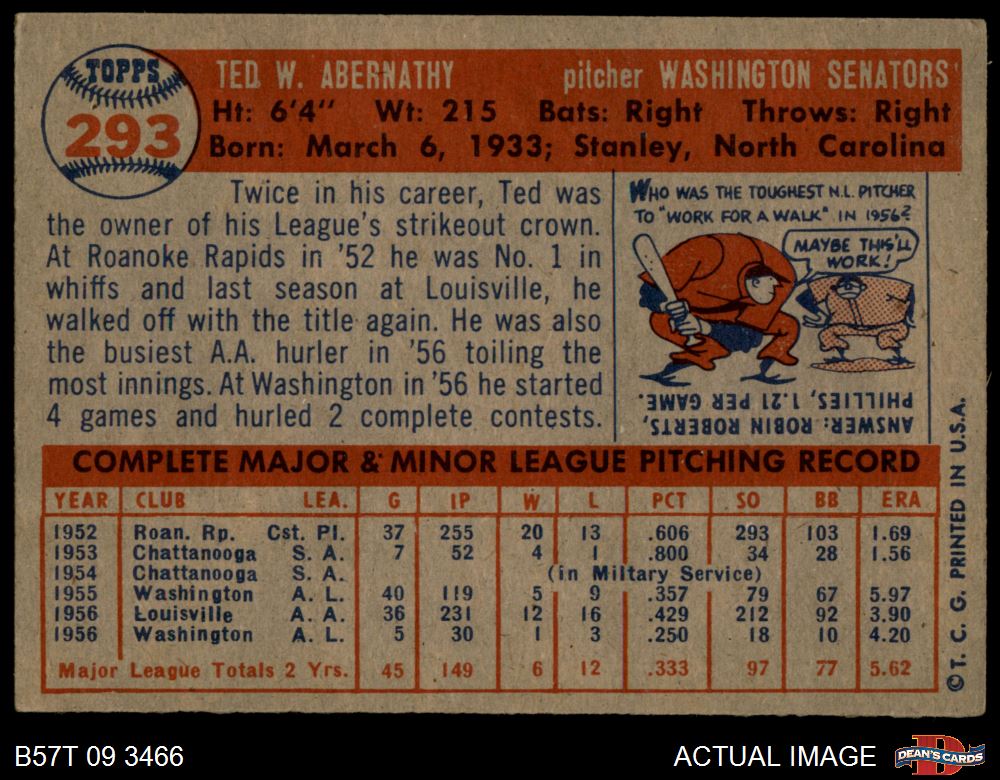 TOPPS
293
TED W. ABERNATHY pitcher WASHINGTON SENATORS
Ht: 6'4" Wt: 215 Bats: Right Throws: Right
Born: March 6, 1933; Stanley, North Carolina
Twice in his career, Ted was
the owner of his League's strikeout crown.
At Roanoke Rapids in '52 he was No. 1 in
whiffs and last season at Louisville, he
walked off with the title again. He was also
the busiest A.A. hurler in '56 toiling the
most innings. At Washington in '56 he started
4 games and hurled 2 complete contests.
WHO WAS THE TOUGHEST N.L. PITCHER
TO "WORK FOR A WALK" IN 1956?
MAYBE THIS'LL
WORK!
ANSWER: ROBIN ROBERTS,
PHILLIES, 1.21 PER GAME.
COMPLETE MAJOR & MINOR LEAGUE PITCHING RECORD
YEAR CLUB LEA. G IP W L PCT SO BB ERA
1952 Roan. Rp. Cst. Pl. 37 255 20 13 .606 293 103 1.69
1953 Chattanooga S. A. 7 52 4 1 .800 34 28 1.56
1954 Chattanooga S. A. (in Military Service)
1955 Washington A. L. 40 119 5 9 .357 79 67 5.97
1956 Louisville A. A. 36 231 12 16 .429 212 92 3.90
1956 Washington A. L. 5 30 1 3 .250 18 10 4.20
Major League Totals 2 Yrs. 45 149 6 12 .333 97 77 5.62
© T. C. G. PRINTED IN U.S.A.
B57T 09 3466
ACTUAL IMAGE
DEAN'S CARDS